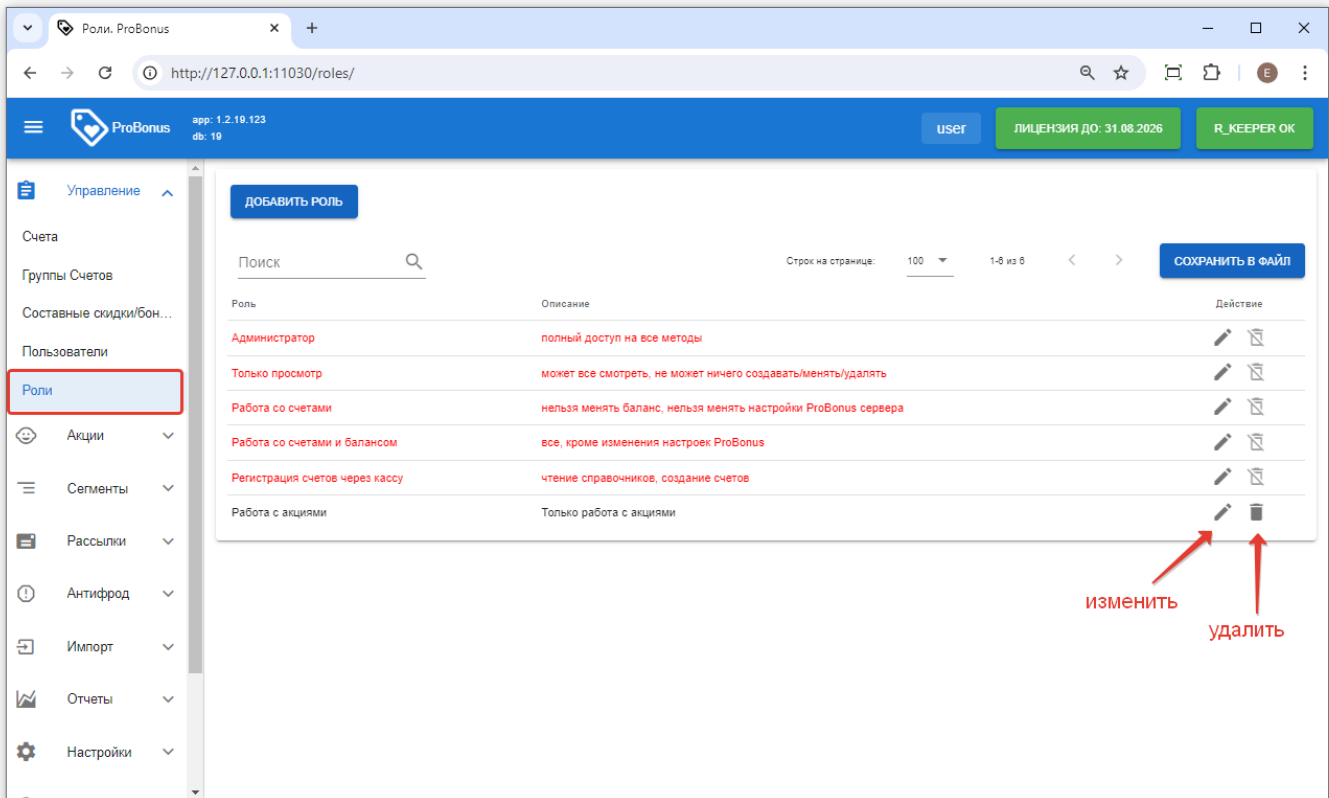 Роли. ProBonus
http://127.0.0.1:11030/roles/
E
ProBonus
app: 1.2.19.123
db: 19
user
ЛИЦЕНЗИЯ ДО: 31.08.2026
R_KEEPER OK
Управление
Счета
Группы Счетов
Составные скидки/бон...
Пользователи
Роли
Акции
Сегменты
Рассылки
Антифрод
Импорт
Отчеты
Настройки
ДОБАВИТЬ РОЛЬ
Поиск
Строк на странице: 100 1-6 из 6
СОХРАНИТЬ В ФАЙЛ
Роль Описание Действие
Администратор полный доступ на все методы
Только просмотр может все смотреть, не может ничего создавать/менять/удалять
Работа со счетами нельзя менять баланс, нельзя менять настройки ProBonus сервера
Работа со счетами и балансом все, кроме изменения настроек ProBonus
Регистрация счетов через кассу чтение справочников, создание счетов
Работа с акциями Только работа с акциями
изменить
удалить